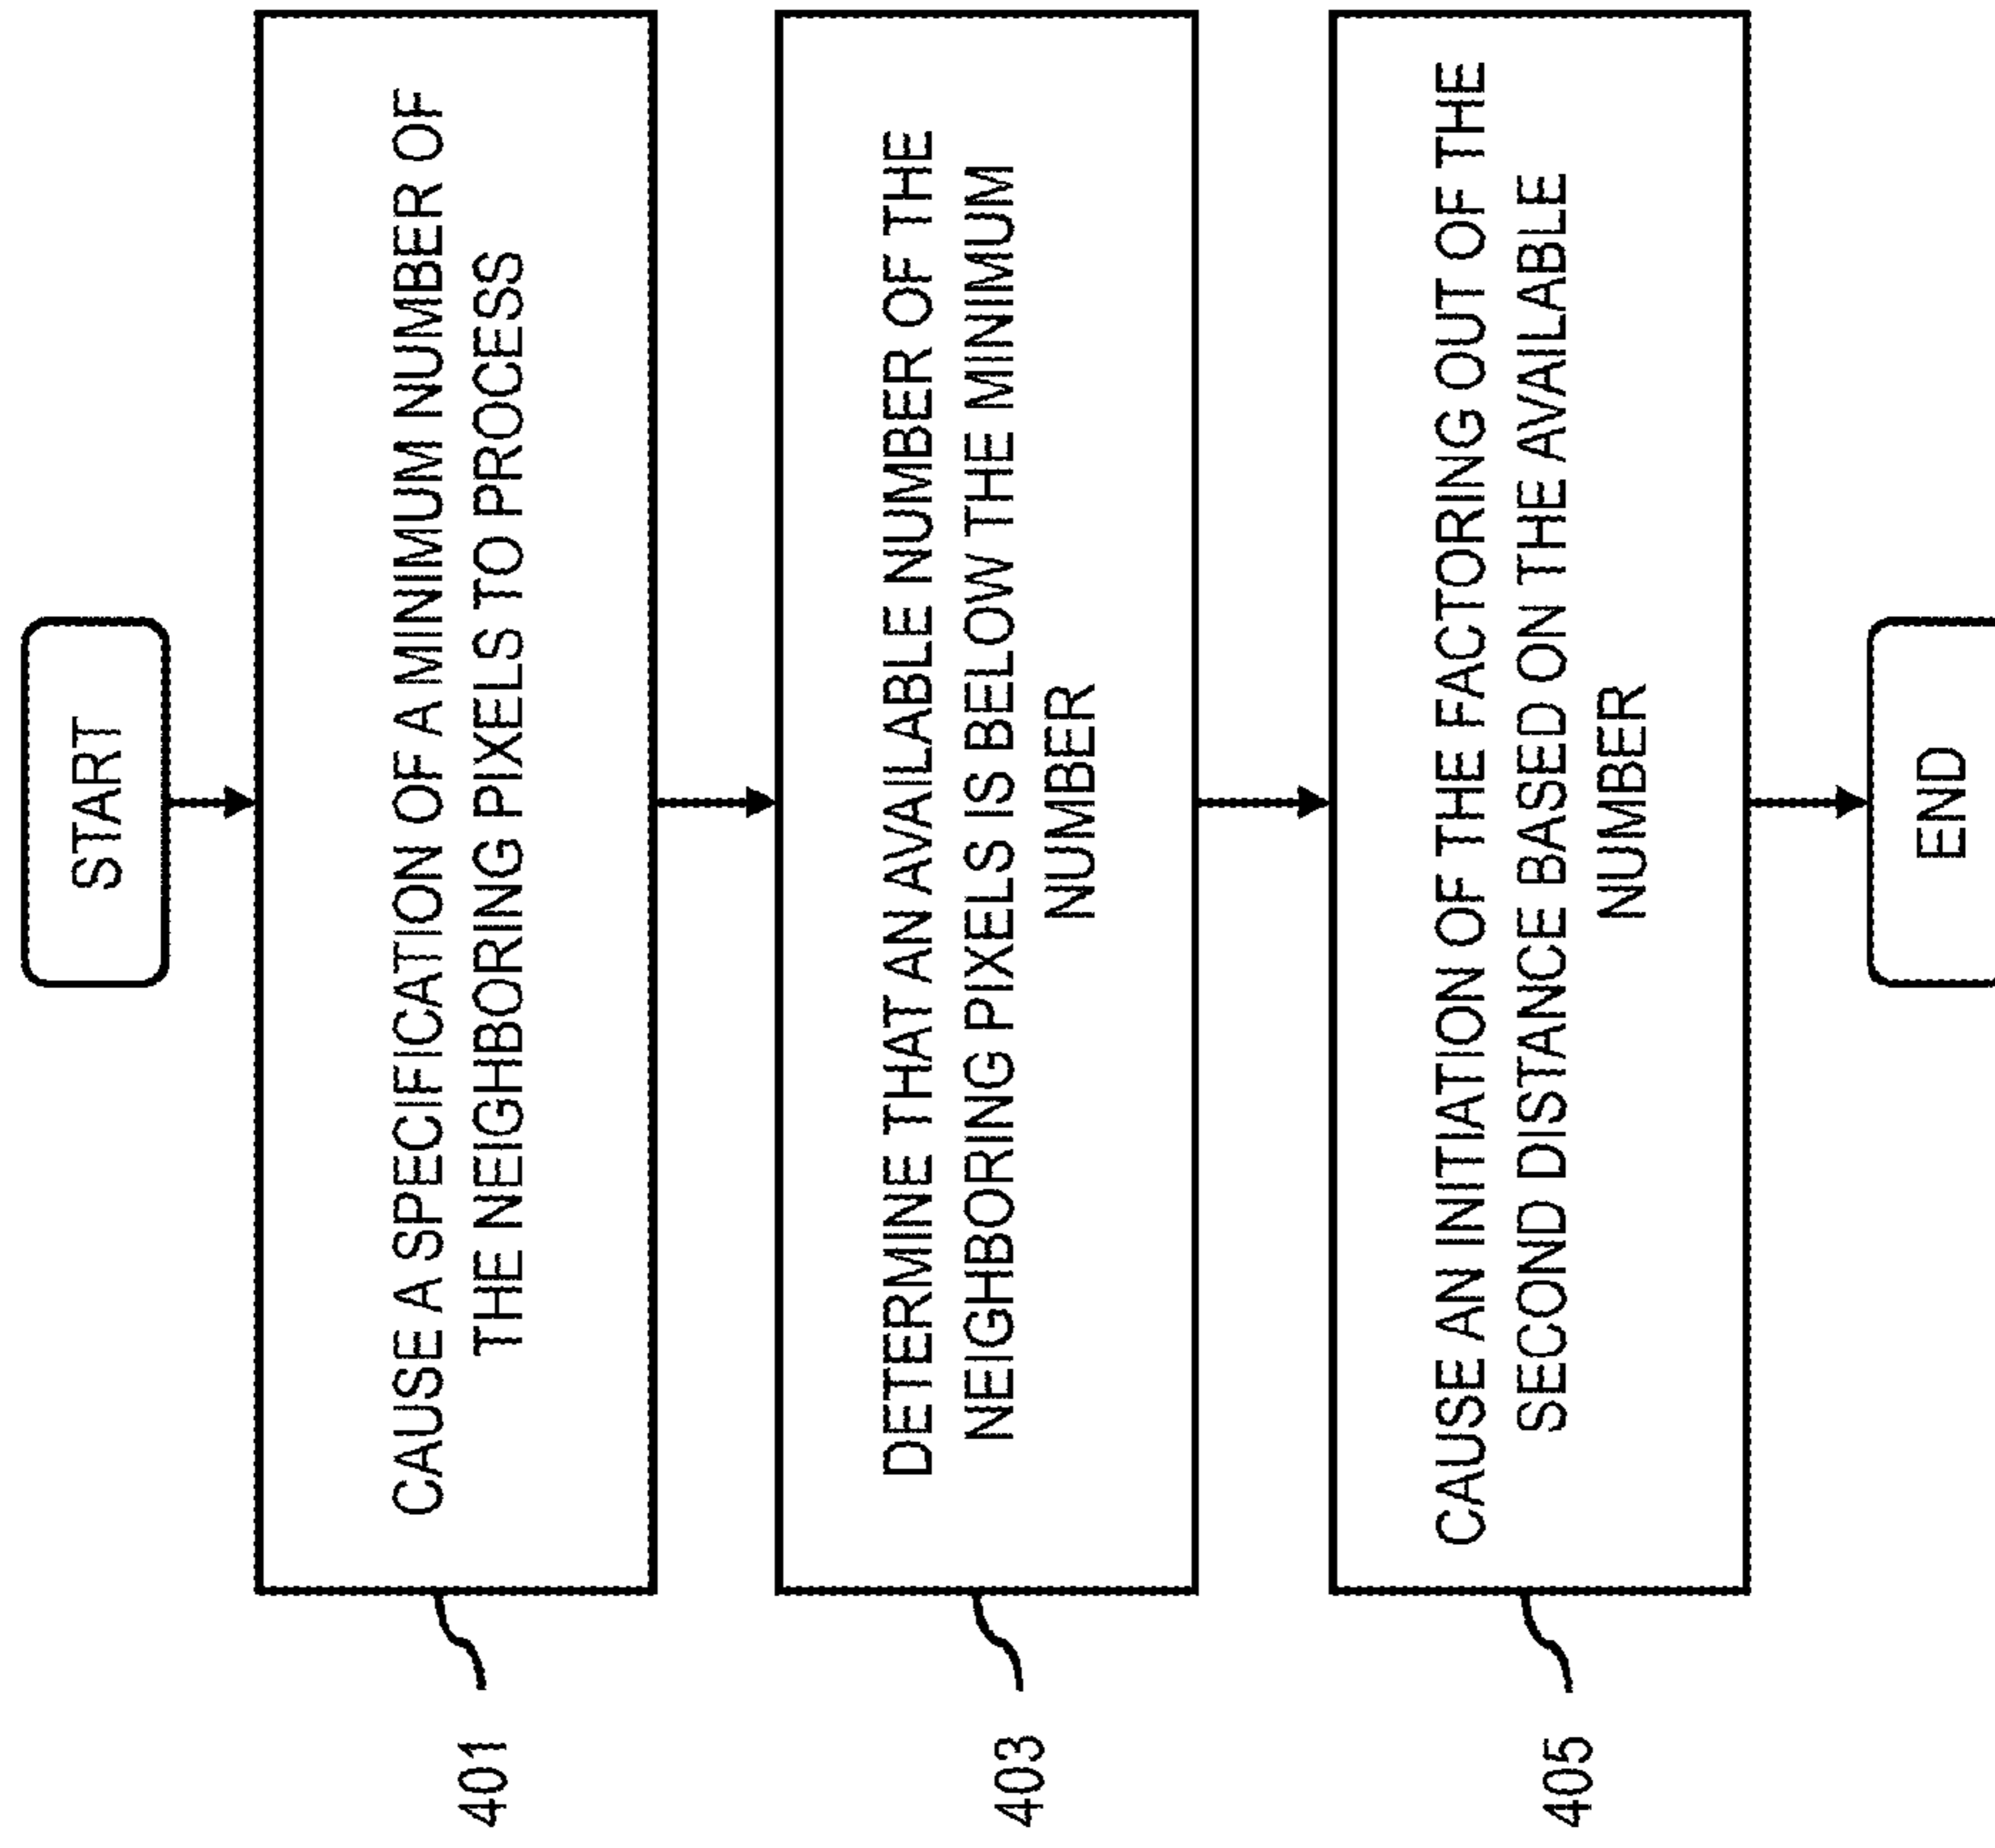 START
CAUSE A SPECIFICATION OF A MINIMUM NUMBER OF
THE NEIGHBORING PIXELS TO PROCESS
401
DETERMINE THAT AN AVAILABLE NUMBER OF THE
NEIGHBORING PIXELS IS BELOW THE MINIMUM
NUMBER
403
CAUSE AN INITIATION OF THE FACTORING OUT OF THE
SECOND DISTANCE BASED ON THE AVAILABLE
NUMBER
405
END